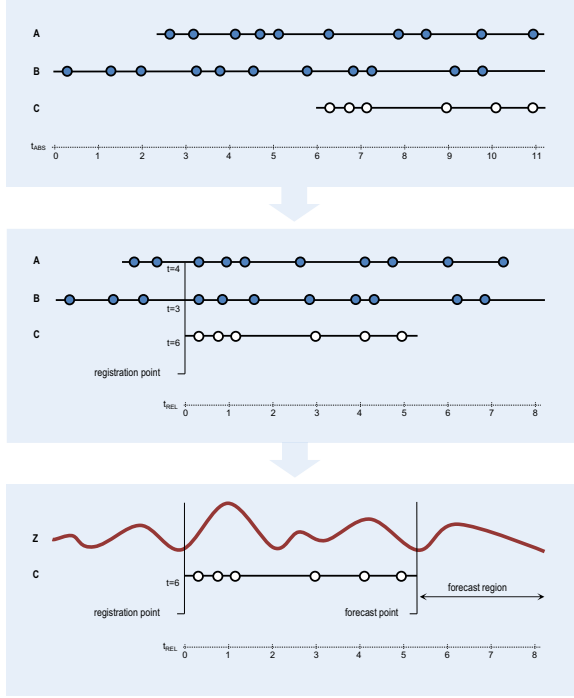 A
B
C
tABS
0 1 2 3 4 5 6 7 8 9 10 11
A
t=4
B
t=3
C
t=6
registration point
tREL
0 1 2 3 4 5 6 7 8
Z
C
t=6
forecast region
registration point forecast point
tREL
0 1 2 3 4 5 6 7 8